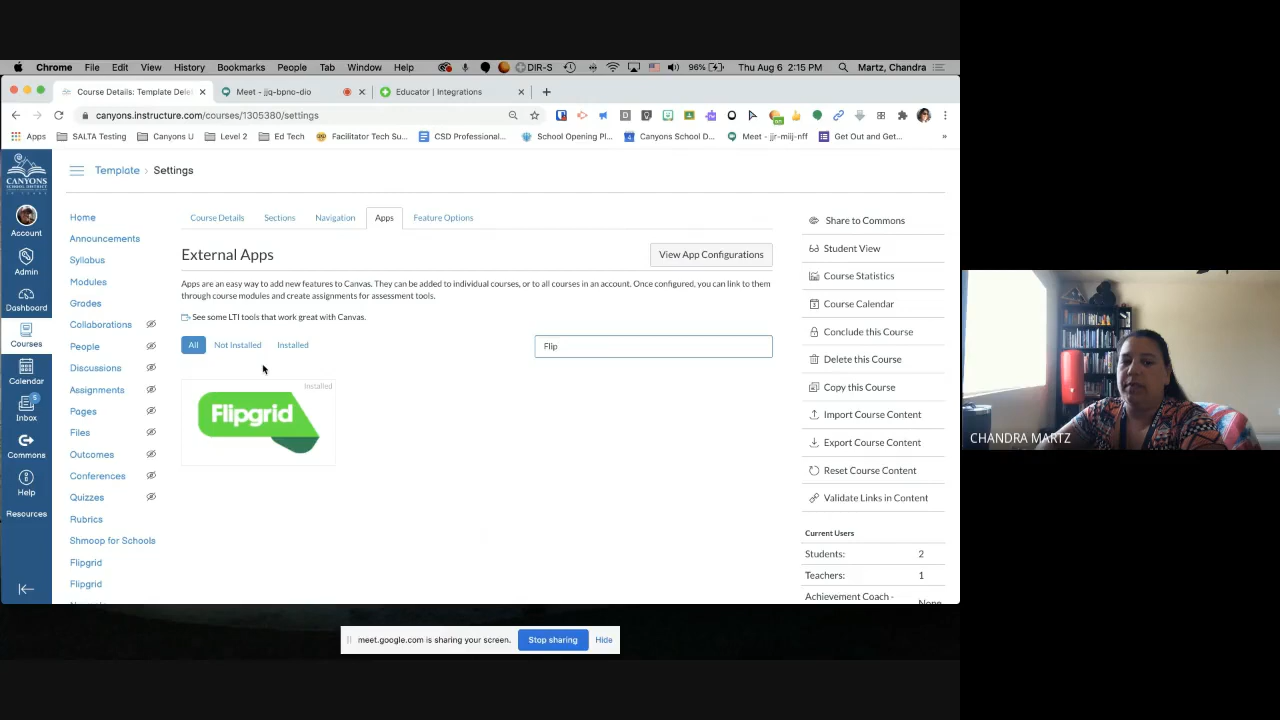 Chrome File Edit View History Bookmarks People Tab Window Help DIR-S 96% Thu Aug 6 2:15 PM Martz, Chandra
Course Details: Template Dele × Meet - jjq-bpno-dio × Educator | Integrations × +
canyons.instructure.com/courses/1305380/settings
Apps SALTA Testing Canyons U Level 2 Ed Tech Facilitator Tech Su... CSD Professional... School Opening Pl... Canyons School D... Meet - jjr-miij-nff Get Out and Get... »
CANYONS
SCHOOL DISTRICT
Account
Admin
Dashboard
Courses
Calendar
5
Inbox
Commons
Help
Resources
Template › Settings
Home
Announcements
Syllabus
Modules
Grades
Collaborations
People
Discussions
Assignments
Pages
Files
Outcomes
Conferences
Quizzes
Rubrics
Shmoop for Schools
Flipgrid
Flipgrid
Course Details Sections Navigation Apps Feature Options
External Apps
View App Configurations
Apps are an easy way to add new features to Canvas. They can be added to individual courses, or to all courses in an account. Once configured, you can link to them
through course modules and create assignments for assessment tools.
See some LTI tools that work great with Canvas.
All Not Installed Installed
Flip
Installed
Flipgrid
Share to Commons
Student View
Course Statistics
Course Calendar
Conclude this Course
Delete this Course
Copy this Course
Import Course Content
Export Course Content
Reset Course Content
Validate Links in Content
Current Users
Students: 2
Teachers: 1
Achievement Coach - None
meet.google.com is sharing your screen. Stop sharing Hide
CHANDRA MARTZ